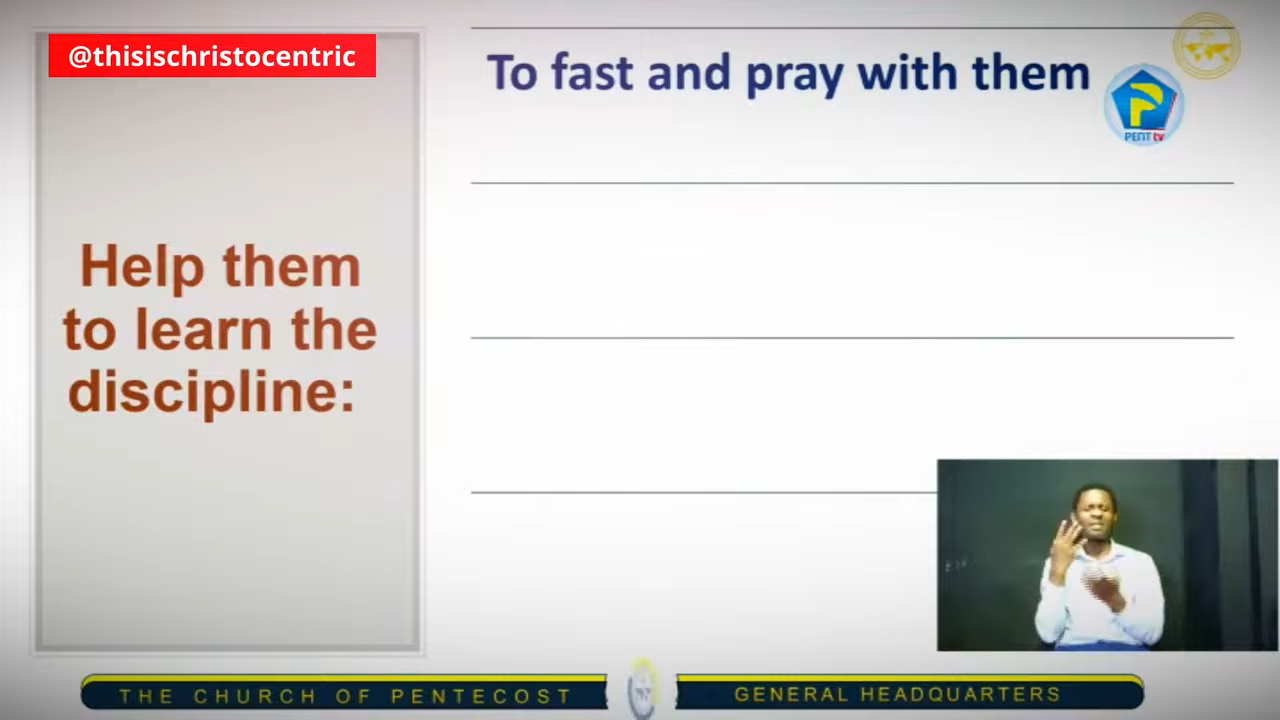 @thisischristocentric
To fast and pray with them
PENT tv
Help them
to learn the
discipline:
THE CHURCH OF PENTECOST
GENERAL HEADQUARTERS